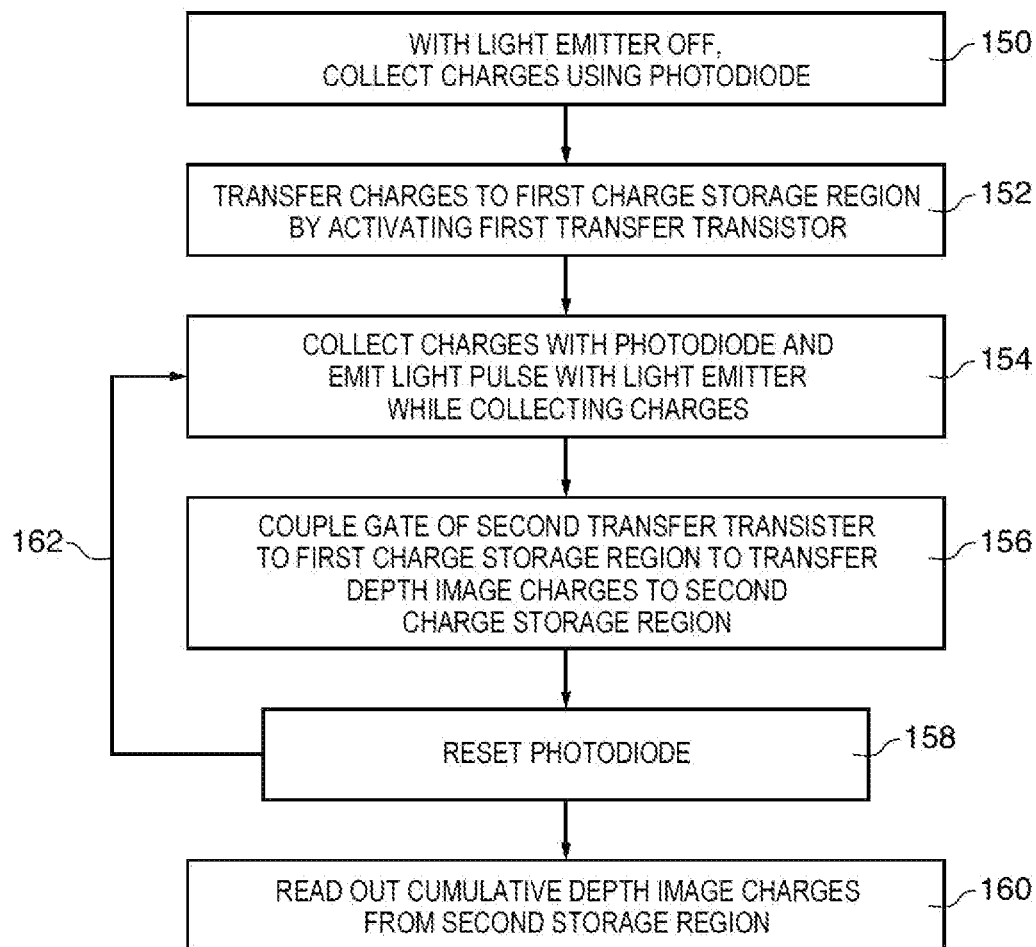 WITH LIGHT EMITTER OFF,
COLLECT CHARGES USING PHOTODIODE
150
TRANSFER CHARGES TO FIRST CHARGE STORAGE REGION
BY ACTIVATING FIRST TRANSFER TRANSISTOR
152
COLLECT CHARGES WITH PHOTODIODE AND
EMIT LIGHT PULSE WITH LIGHT EMITTER
WHILE COLLECTING CHARGES
154
COUPLE GATE OF SECOND TRANSFER TRANSISTER
TO FIRST CHARGE STORAGE REGION TO TRANSFER
DEPTH IMAGE CHARGES TO SECOND
CHARGE STORAGE REGION
156
162
RESET PHOTODIODE
158
READ OUT CUMULATIVE DEPTH IMAGE CHARGES
FROM SECOND STORAGE REGION
160